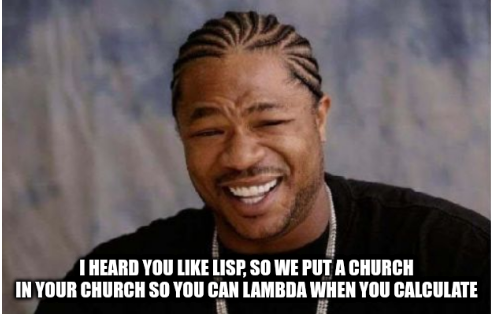 I HEARD YOU LIKE LISP, SO WE PUT A CHURCH
IN YOUR CHURCH SO YOU CAN LAMBDA WHEN YOU CALCULATE